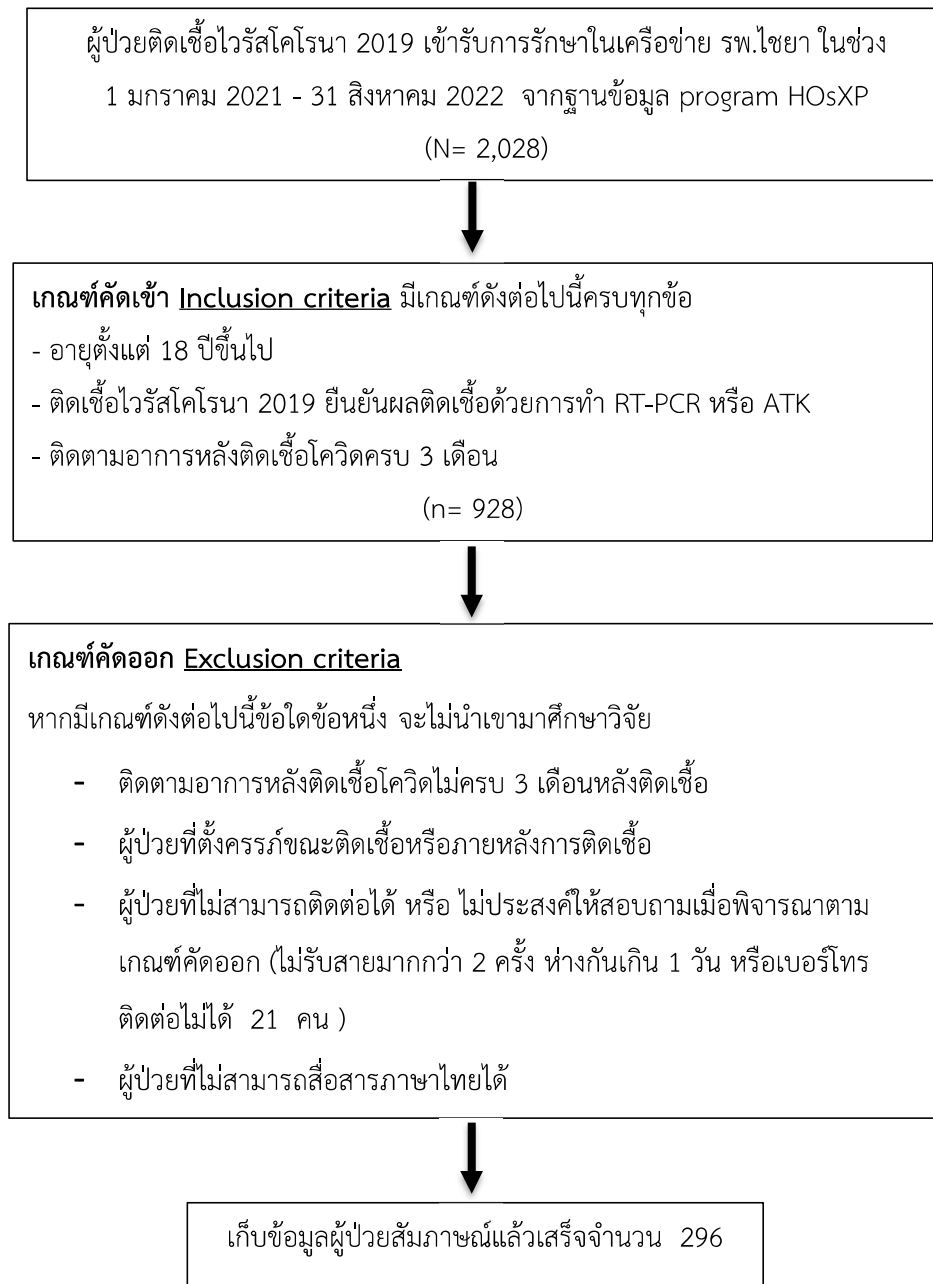 ผู้ป่วยติดเชื้อไวรัสโคโรนา 2019 เข้ารับการรักษาในเครือข่าย รพ.ไชยา ในช่วง
1 มกราคม 2021 - 31 สิงหาคม 2022 จากฐานข้อมูล program HOsXP
(N= 2,028)
เกณฑ์คัดเข้า Inclusion criteria มีเกณฑ์ดังต่อไปนี้ครบทุกข้อ
- อายุตั้งแต่ 18 ปีขึ้นไป
- ติดเชื้อไวรัสโคโรนา 2019 ยืนยันผลติดเชื้อด้วยการทำ RT-PCR หรือ ATK
- ติดตามอาการหลังติดเชื้อโควิดครบ 3 เดือน
(n= 928)
เกณฑ์คัดออก Exclusion criteria
หากมีเกณฑ์ดังต่อไปนี้ข้อใดข้อหนึ่ง จะไม่นำเขามาศึกษาวิจัย
- ติดตามอาการหลังติดเชื้อโควิดไม่ครบ 3 เดือนหลังติดเชื้อ
- ผู้ป่วยที่ตั้งครรภ์ขณะติดเชื้อหรือภายหลังการติดเชื้อ
- ผู้ป่วยที่ไม่สามารถติดต่อได้ หรือ ไม่ประสงค์ให้สอบถามเมื่อพิจารณาตาม
เกณฑ์คัดออก (ไม่รับสายมากกว่า 2 ครั้ง ห่างกันเกิน 1 วัน หรือเบอร์โทร
ติดต่อไม่ได้ 21 คน )
- ผู้ป่วยที่ไม่สามารถสื่อสารภาษาไทยได้
เก็บข้อมูลผู้ป่วยสัมภาษณ์แล้วเสร็จจำนวน 296